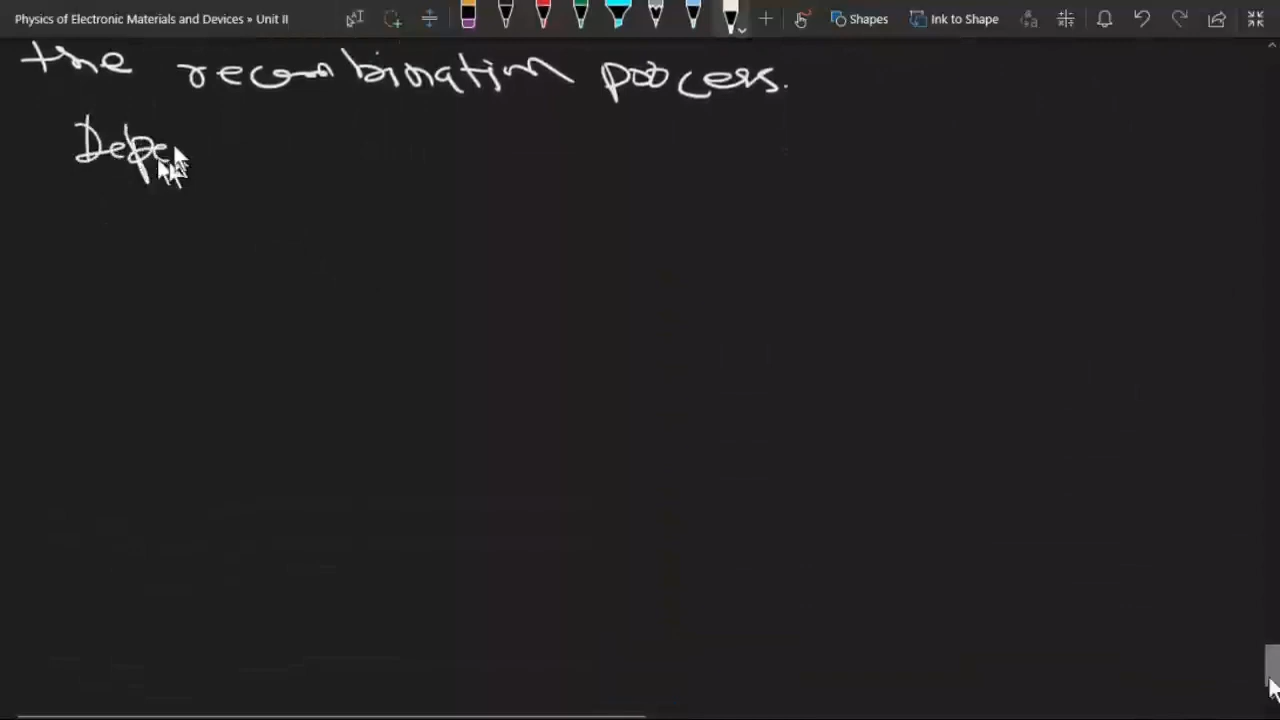 Physics of Electronic Materials and Devices » Unit II
Shapes
Ink to Shape
the recombination process.
Depe